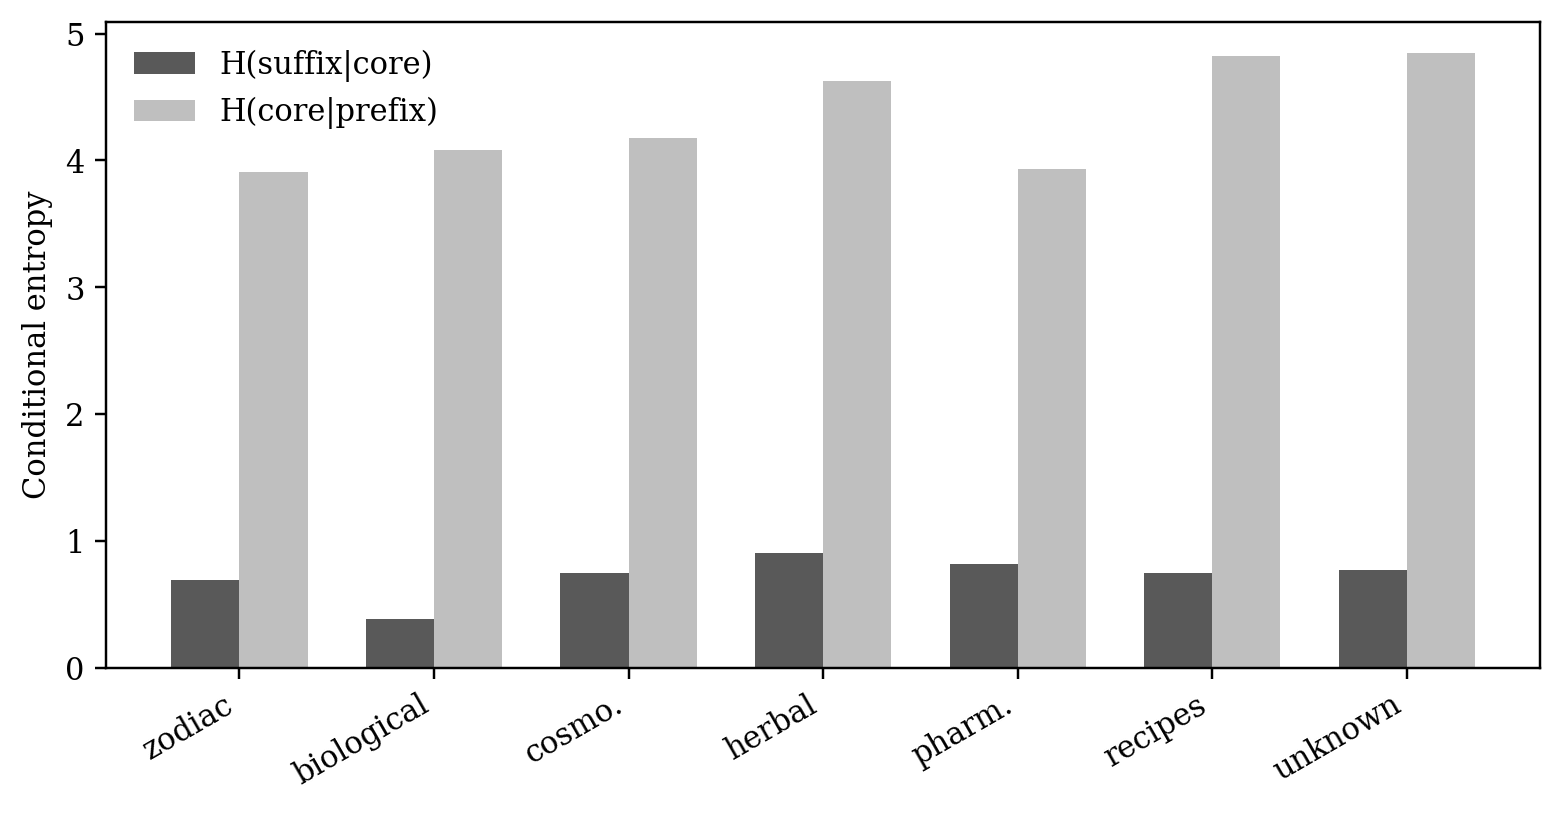 H(suffix|core)
H(core|prefix)
Conditional entropy
5
4
3
2
1
0
zodiac
biological
cosmo.
herbal
pharm.
recipes
unknown